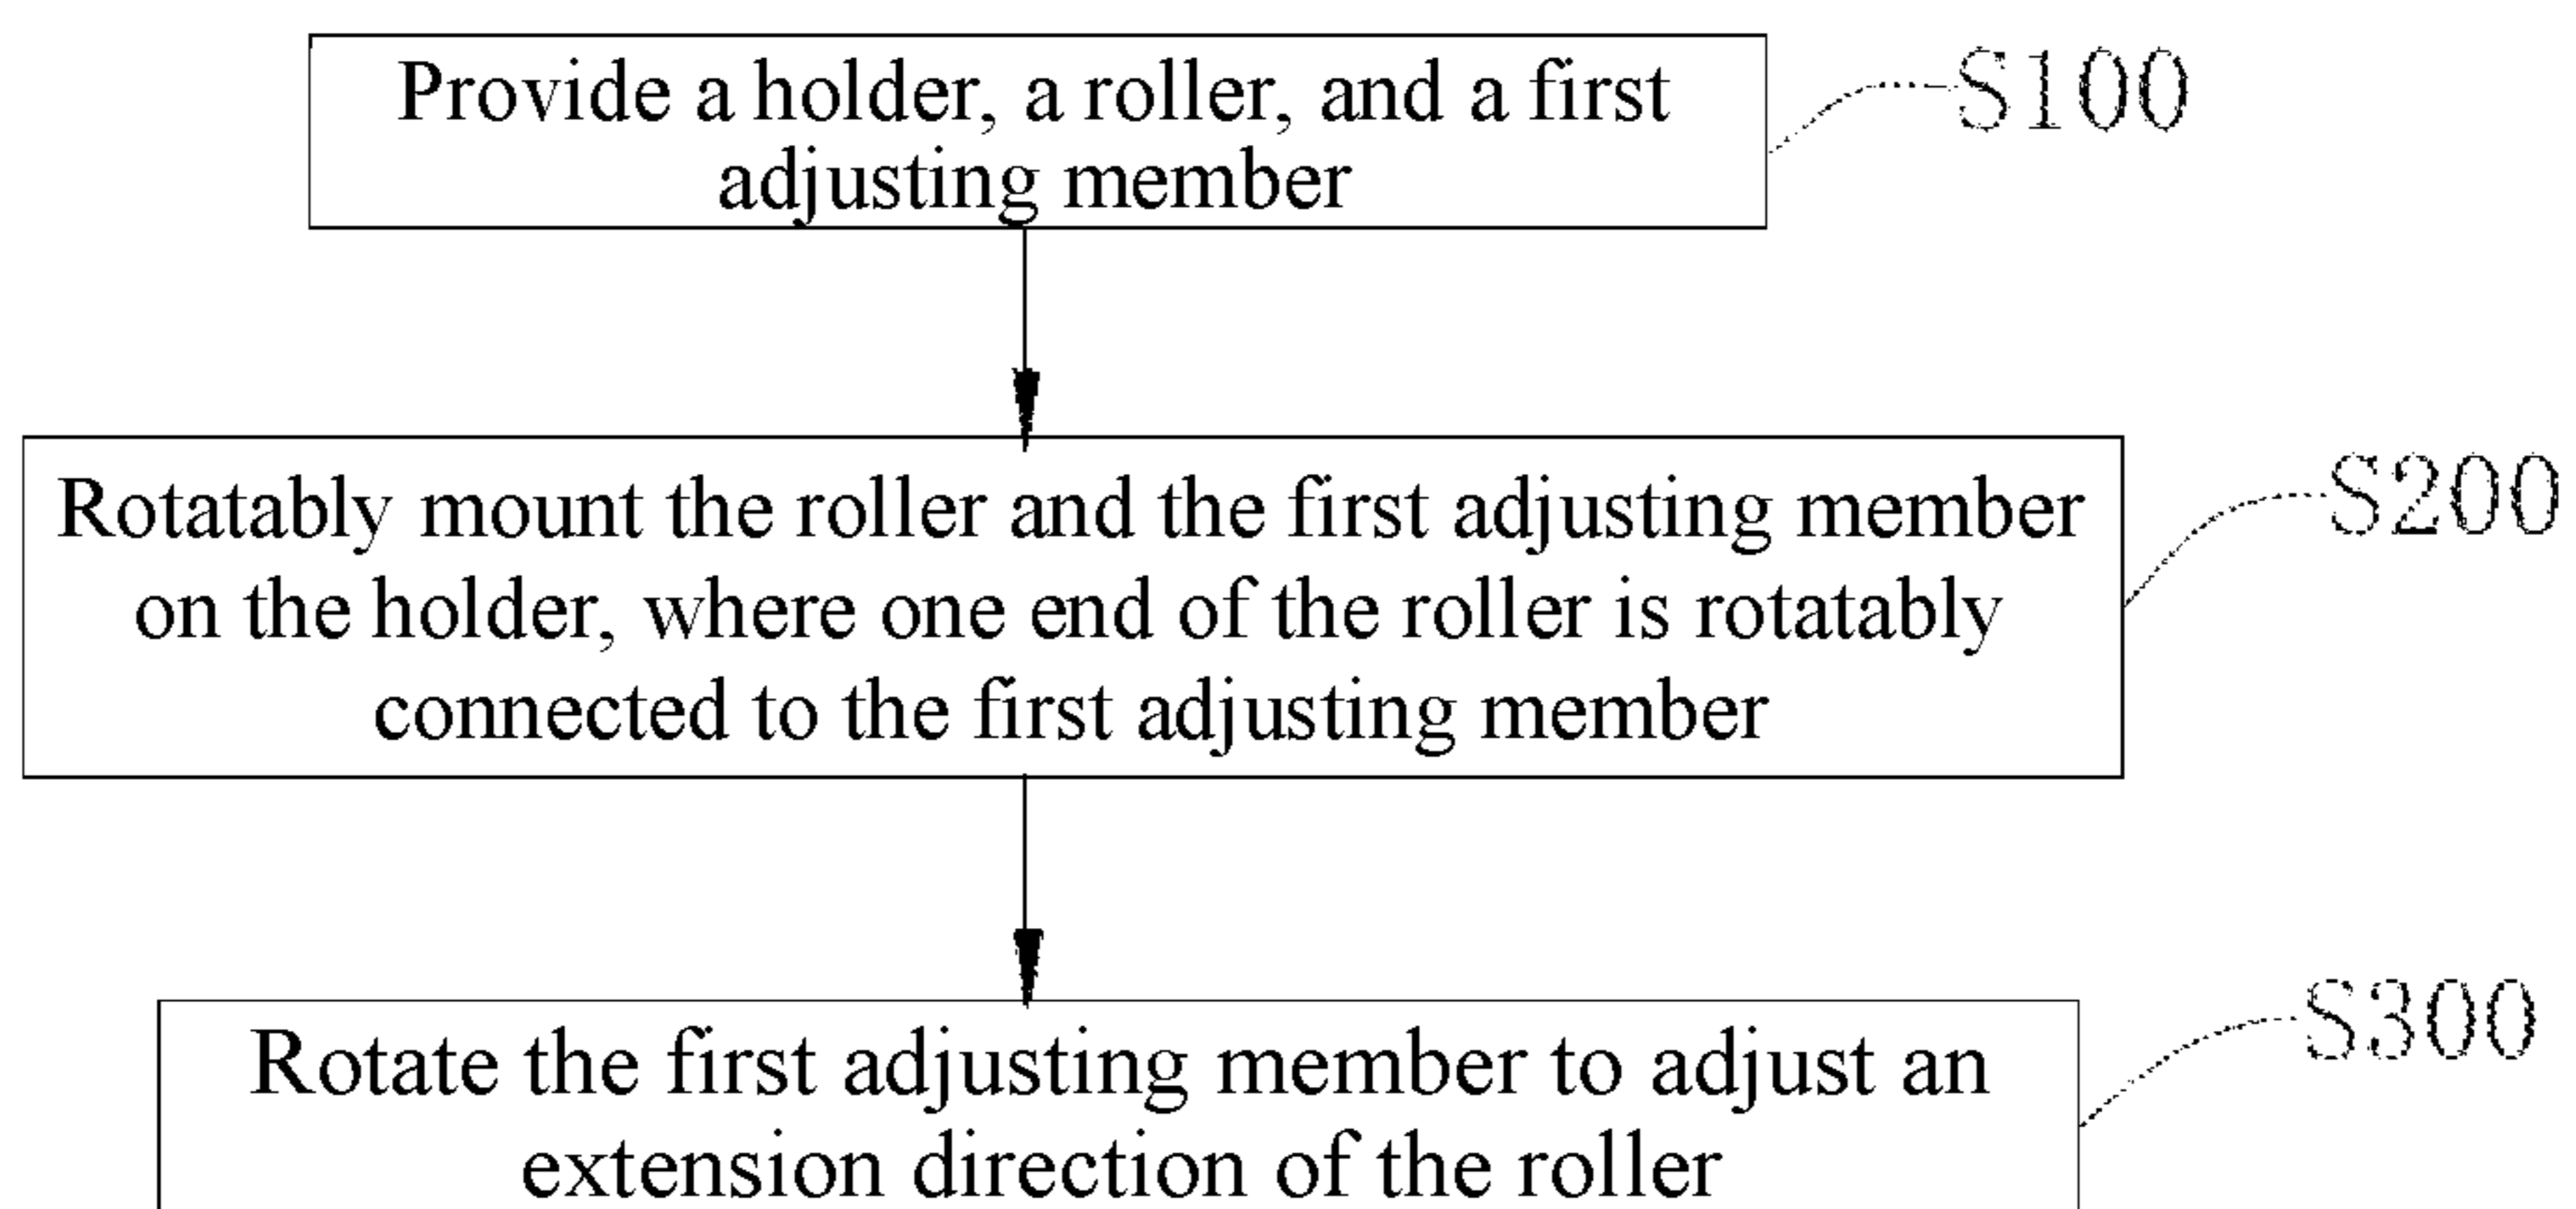 Provide a holder, a roller, and a first
adjusting member
S100
Rotatably mount the roller and the first adjusting member
on the holder, where one end of the roller is rotatably
connected to the first adjusting member
S200
Rotate the first adjusting member to adjust an
extension direction of the roller
S300